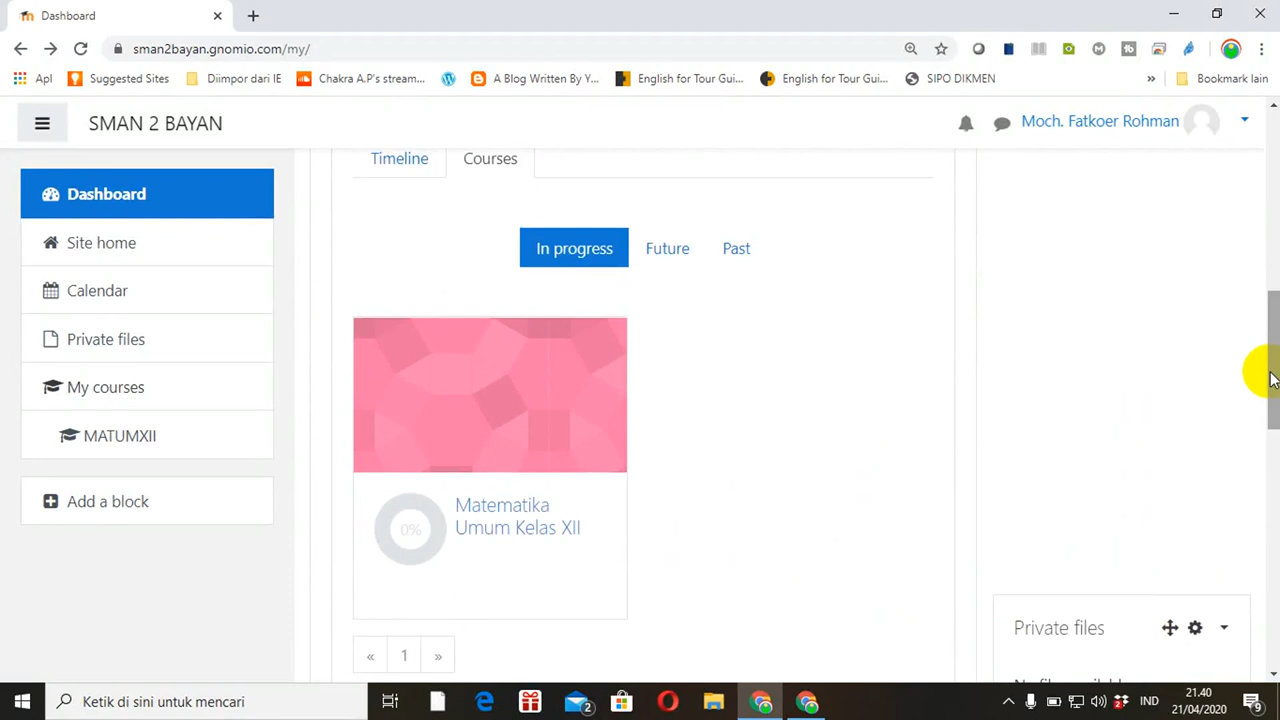 Dashboard
sman2bayan.gnomio.com/my/
Apl
Suggested Sites
Diimpor dari IE
Chakra A.P's stream...
A Blog Written By Y...
English for Tour Gui...
English for Tour Gui...
SIPO DIKMEN
»
Bookmark lain
SMAN 2 BAYAN
Moch. Fatkoer Rohman
Dashboard
Site home
Calendar
Private files
My courses
MATUMXII
Add a block
Timeline
Courses
In progress
Future
Past
0%
Matematika
Umum Kelas XII
« 1 »
Private files
Ketik di sini untuk mencari
2
IND
21.40
21/04/2020
9